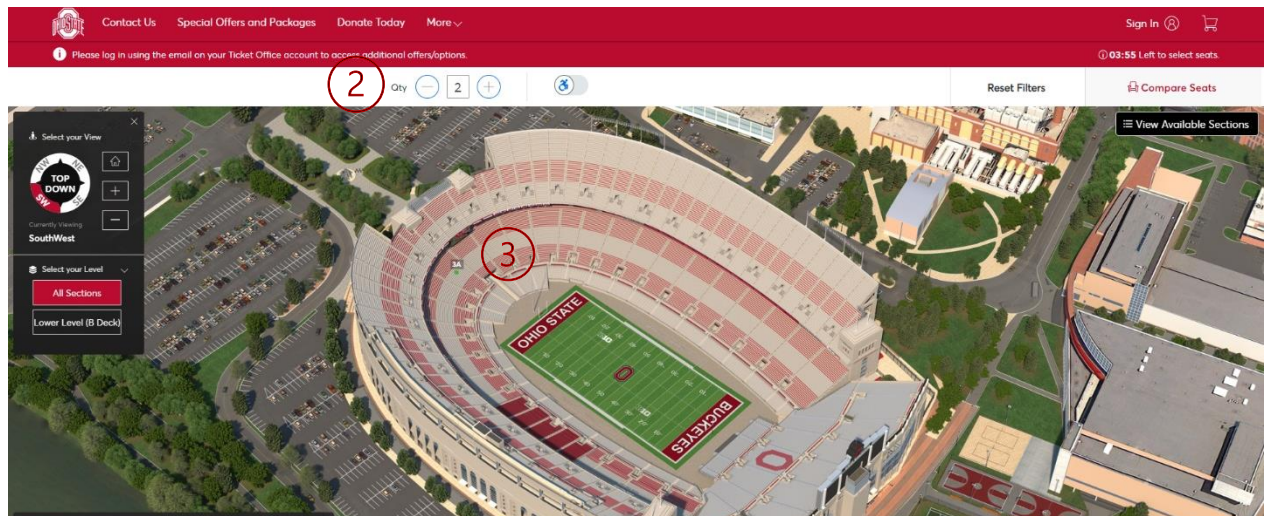 OHIO STATE
Contact Us
Special Offers and Packages
Donate Today
More
Sign In
Please log in using the email on your Ticket Office account to access additional offers/options.
03:55 Left to select seats.
2
Qty
2
Reset Filters
Compare Seats
Select your View
View Available Sections
NW
NE
TOP
DOWN
SW
SE
Currently Viewing
SouthWest
Select your Level
All Sections
Lower Level (B Deck)
3
3A
OHIO STATE
O
BUCKEYES
O